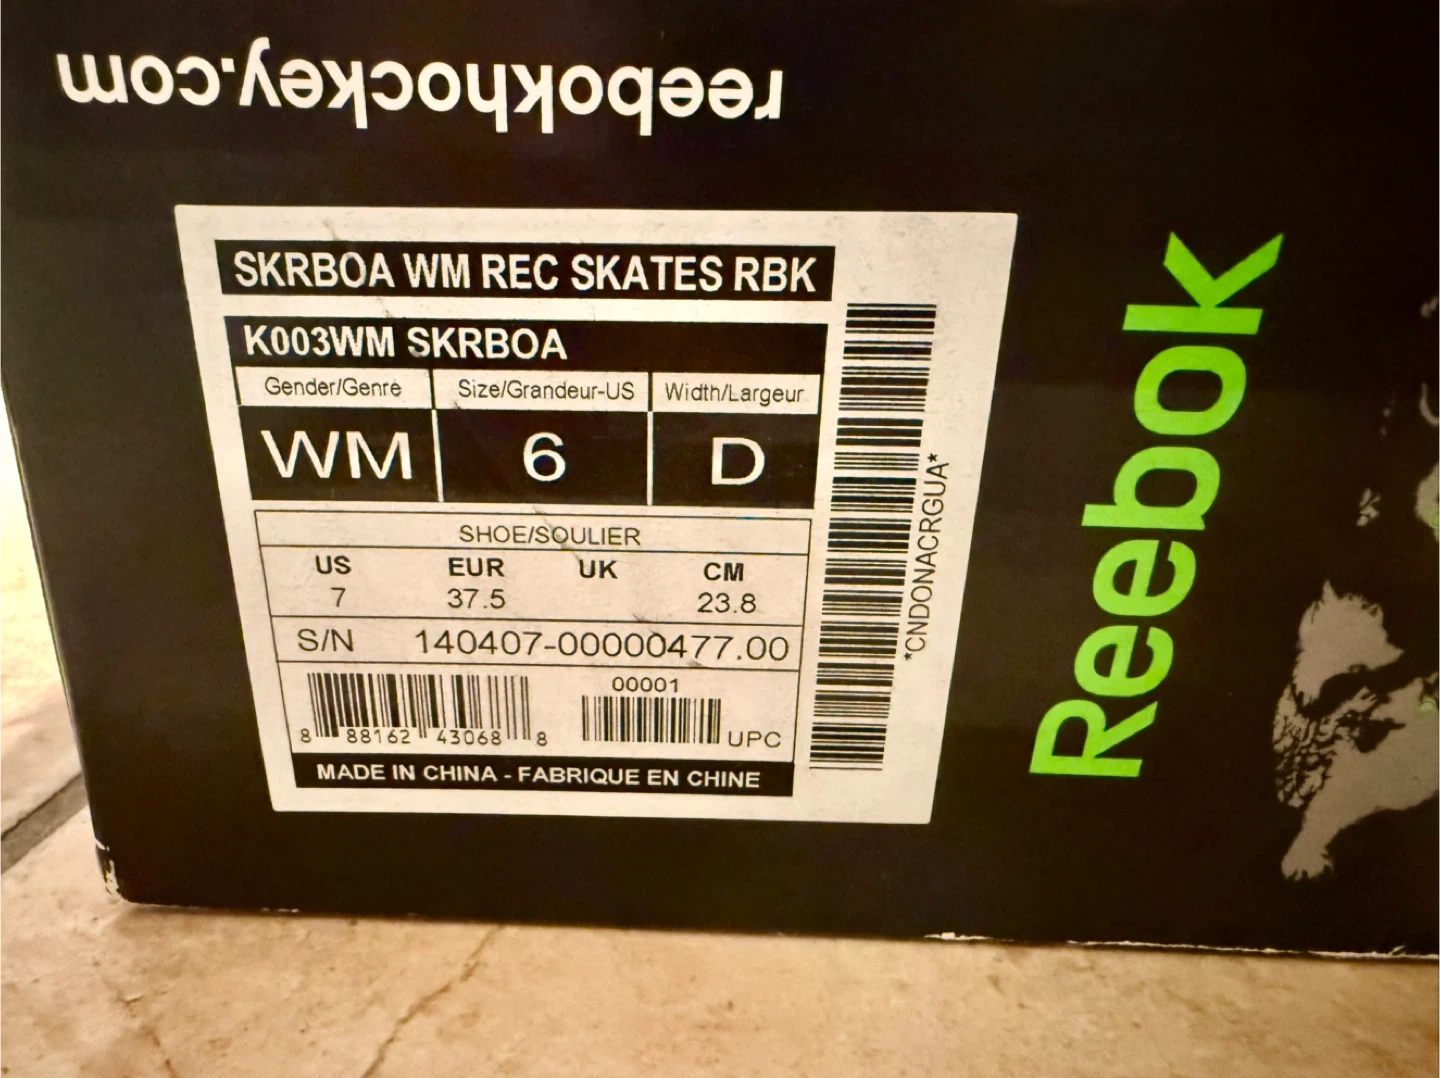 reebokhockey.com
SKRBOA WM REC SKATES RBK
K003WM SKRBOA
Gender/Genre Size/Grandeur-US Width/Largeur
WM 6 D
SHOE/SOULIER
US EUR UK CM
7 37.5 23.8
S/N 140407-00000477.00
00001
8 88162 43068 8 UPC
MADE IN CHINA - FABRIQUE EN CHINE
*CNDONACRGUA*
Reebok